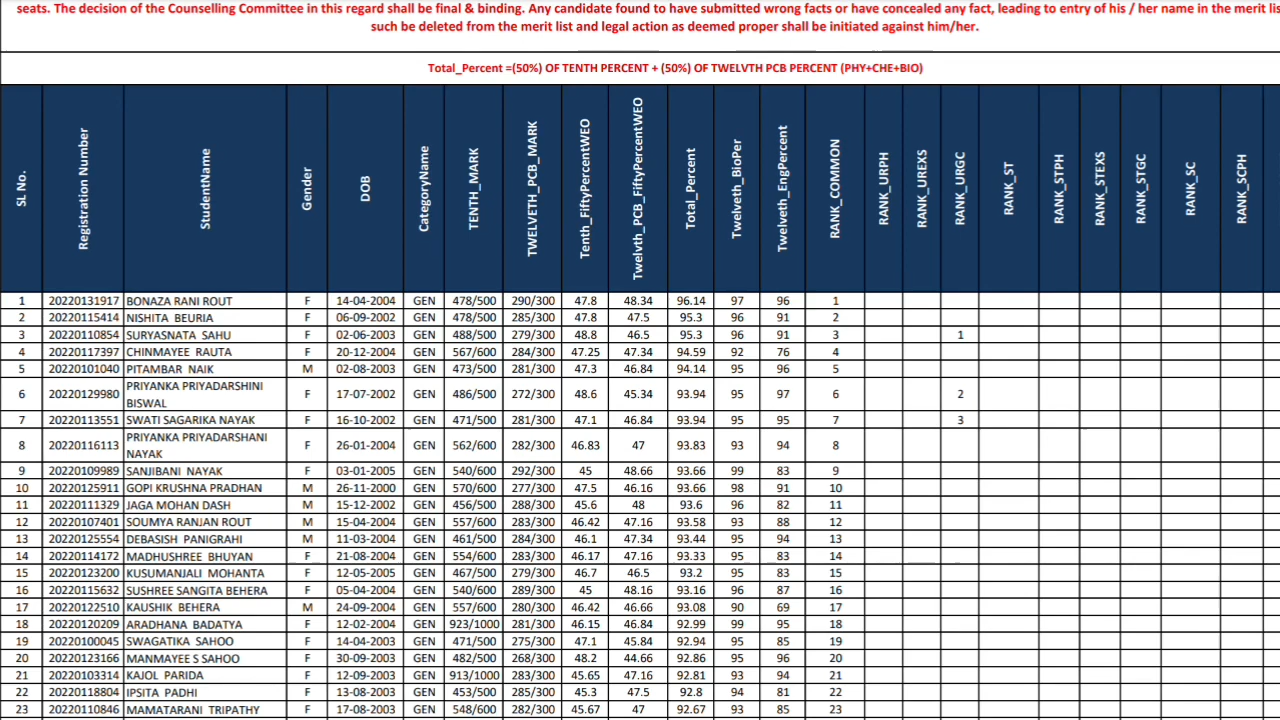 seats. The decision of the Counselling Committee in this regard shall be final & binding. Any candidate found to have submitted wrong facts or have concealed any fact, leading to entry of his / her name in the merit lis
such be deleted from the merit list and legal action as deemed proper shall be initiated against him/her.
Total_Percent =(50%) OF TENTH PERCENT + (50%) OF TWELVTH PCB PERCENT (PHY+CHE+BIO)
SL No. Registration Number StudentName Gender DOB CategoryName TENTH_MARK TWELVETH_PCB_MARK Tenth_FiftyPercentWEO Twelvth_PCB_FiftyPercentWEO Total_Percent Twelveth_BioPer Twelveth_EngPercent RANK_COMMON RANK_URPH RANK_UREXS RANK_URGC RANK_ST RANK_STPH RANK_STEXS RANK_STGC RANK_SC RANK_SCPH
1 20220131917 BONAZA RANI ROUT F 14-04-2004 GEN 478/500 290/300 47.8 48.34 96.14 97 96 1
2 20220115414 NISHITA BEURIA F 06-09-2002 GEN 478/500 285/300 47.8 47.5 95.3 96 91 2
3 20220110854 SURYASNATA SAHU F 02-06-2003 GEN 488/500 279/300 48.8 46.5 95.3 96 91 3 1
4 20220117397 CHINMAYEE RAUTA F 20-12-2004 GEN 567/600 284/300 47.25 47.34 94.59 92 76 4
5 20220101040 PITAMBAR NAIK M 02-08-2003 GEN 473/500 281/300 47.3 46.84 94.14 95 96 5
6 20220129980 PRIYANKA PRIYADARSHINI BISWAL F 17-07-2002 GEN 486/500 272/300 48.6 45.34 93.94 95 97 6 2
7 20220113551 SWATI SAGARIKA NAYAK F 16-10-2002 GEN 471/500 281/300 47.1 46.84 93.94 95 95 7 3
8 20220116113 PRIYANKA PRIYADARSHANI NAYAK F 26-01-2004 GEN 562/600 282/300 46.83 47 93.83 93 94 8
9 20220109989 SANJIBANI NAYAK F 03-01-2005 GEN 540/600 292/300 45 48.66 93.66 99 83 9
10 20220125911 GOPI KRUSHNA PRADHAN M 26-11-2000 GEN 570/600 277/300 47.5 46.16 93.66 98 91 10
11 20220111329 JAGA MOHAN DASH M 15-12-2002 GEN 456/500 288/300 45.6 48 93.6 96 82 11
12 20220107401 SOUMYA RANJAN ROUT M 15-04-2004 GEN 557/600 283/300 46.42 47.16 93.58 93 88 12
13 20220125554 DEBASISH PANIGRAHI M 11-03-2004 GEN 461/500 284/300 46.1 47.34 93.44 95 94 13
14 20220114172 MADHUSHREE BHUYAN F 21-08-2004 GEN 554/600 283/300 46.17 47.16 93.33 95 83 14
15 20220123200 KUSUMANJALI MOHANTA F 12-05-2005 GEN 467/500 279/300 46.7 46.5 93.2 95 83 15
16 20220115632 SUSHREE SANGITA BEHERA F 05-04-2004 GEN 540/600 289/300 45 48.16 93.16 96 87 16
17 20220122510 KAUSHIK BEHERA M 24-09-2004 GEN 557/600 280/300 46.42 46.66 93.08 90 69 17
18 20220120209 ARADHANA BADATYA F 12-02-2004 GEN 923/1000 281/300 46.15 46.84 92.99 99 95 18
19 20220100045 SWAGATIKA SAHOO F 14-04-2003 GEN 471/500 275/300 47.1 45.84 92.94 95 85 19
20 20220123166 MANMAYEE S SAHOO F 30-09-2003 GEN 482/500 268/300 48.2 44.66 92.86 95 96 20
21 20220103314 KAJOL PARIDA F 12-09-2003 GEN 913/1000 283/300 45.65 47.16 92.81 93 94 21
22 20220118804 IPSITA PADHI F 13-08-2003 GEN 453/500 285/300 45.3 47.5 92.8 94 81 22
23 20220110846 MAMATARANI TRIPATHY F 17-08-2003 GEN 548/600 282/300 45.67 47 92.67 93 85 23